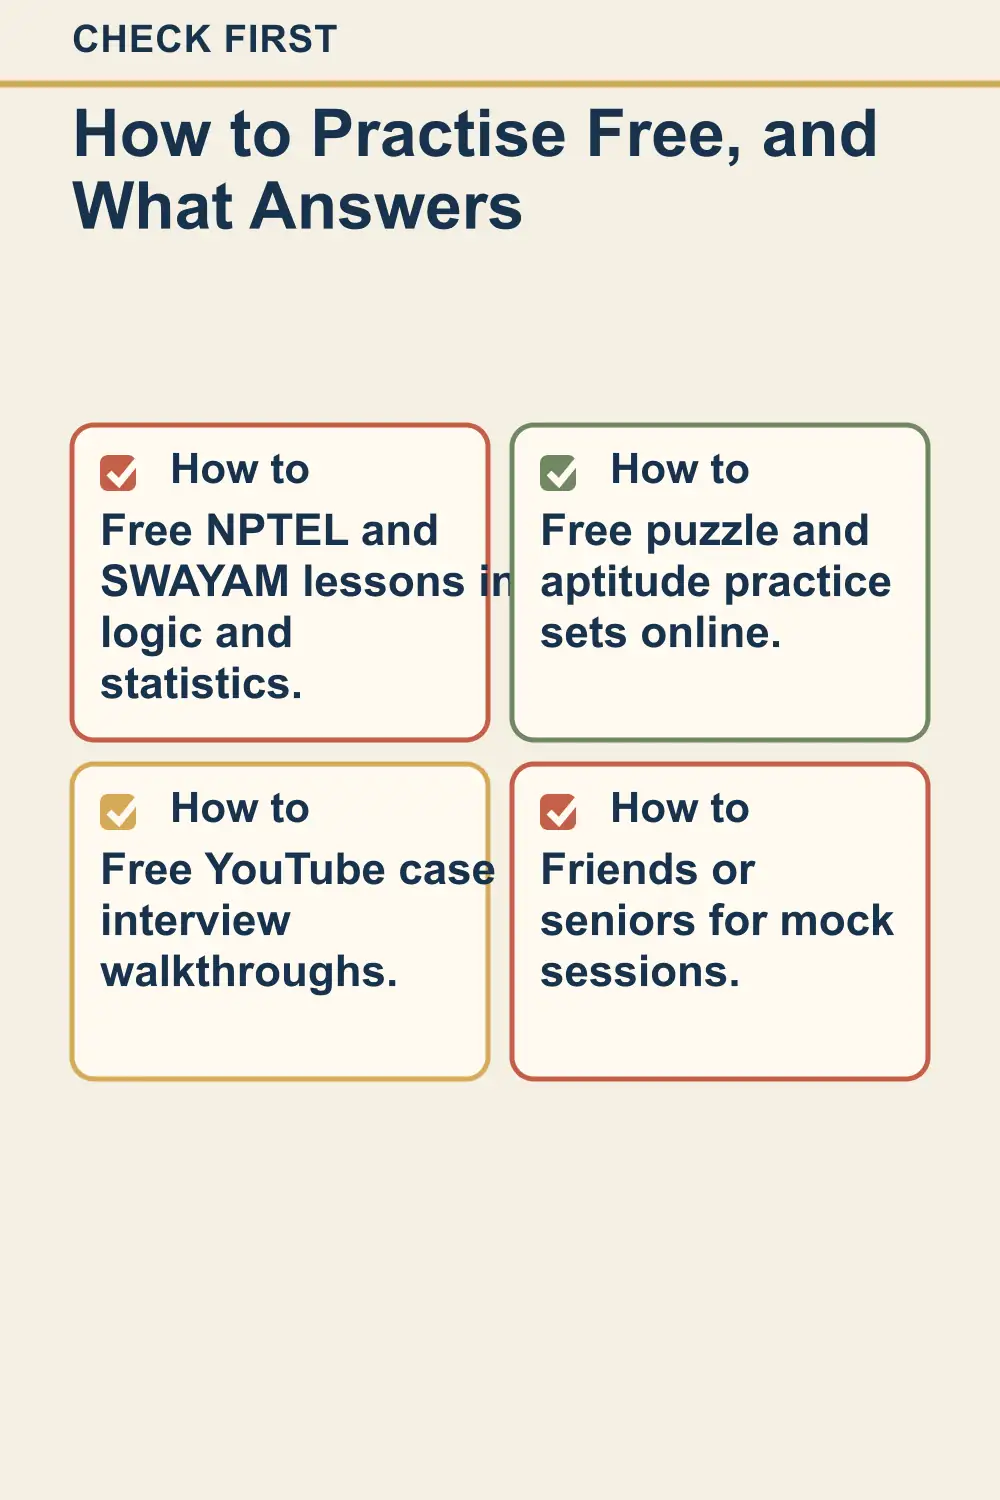 CHECK FIRST
How to Practise Free, and
What Answers
How to
Free NPTEL and
SWAYAM lessons in
logic and
statistics.
How to
Free puzzle and
aptitude practice
sets online.
How to
Free YouTube case
interview
walkthroughs.
How to
Friends or
seniors for mock
sessions.